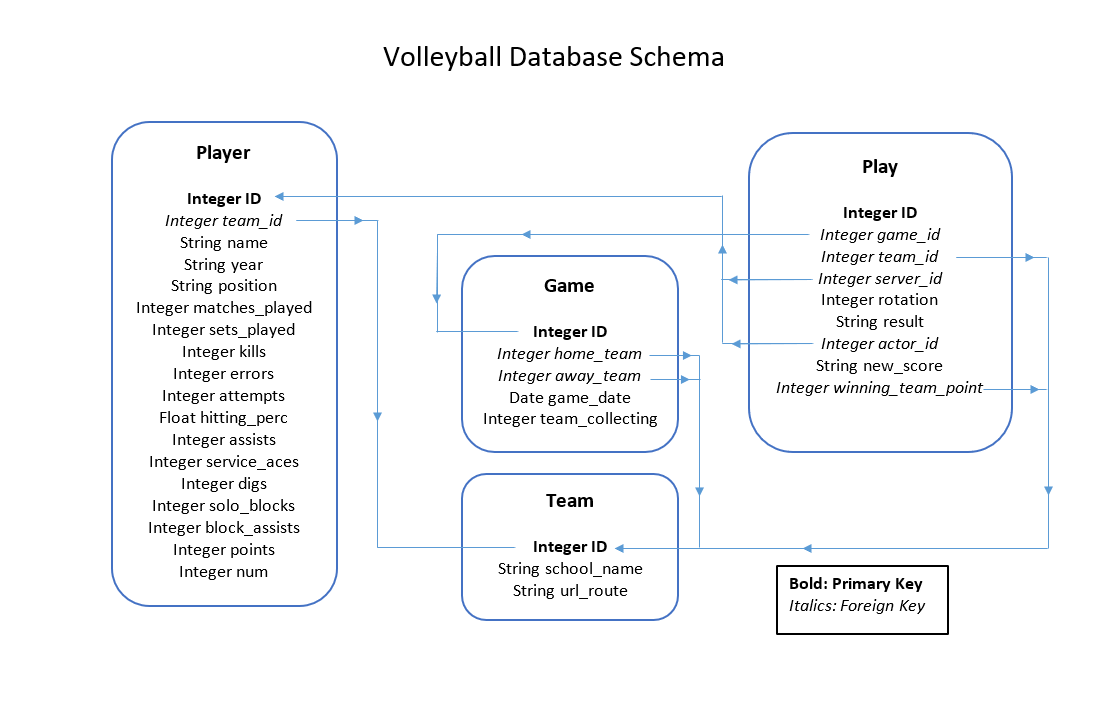 Volleyball Database Schema
Player
Integer ID
Integer team_id
String name
String year
String position
Integer matches_played
Integer sets_played
Integer kills
Integer errors
Integer attempts
Float hitting_perc
Integer assists
Integer service_aces
Integer digs
Integer solo_blocks
Integer block_assists
Integer points
Integer num
Game
Integer ID
Integer home_team
Integer away_team
Date game_date
Integer team_collecting
Team
Integer ID
String school_name
String url_route
Play
Integer ID
Integer game_id
Integer team_id
Integer server_id
Integer rotation
String result
Integer actor_id
String new_score
Integer winning_team_point
Bold: Primary Key
Italics: Foreign Key